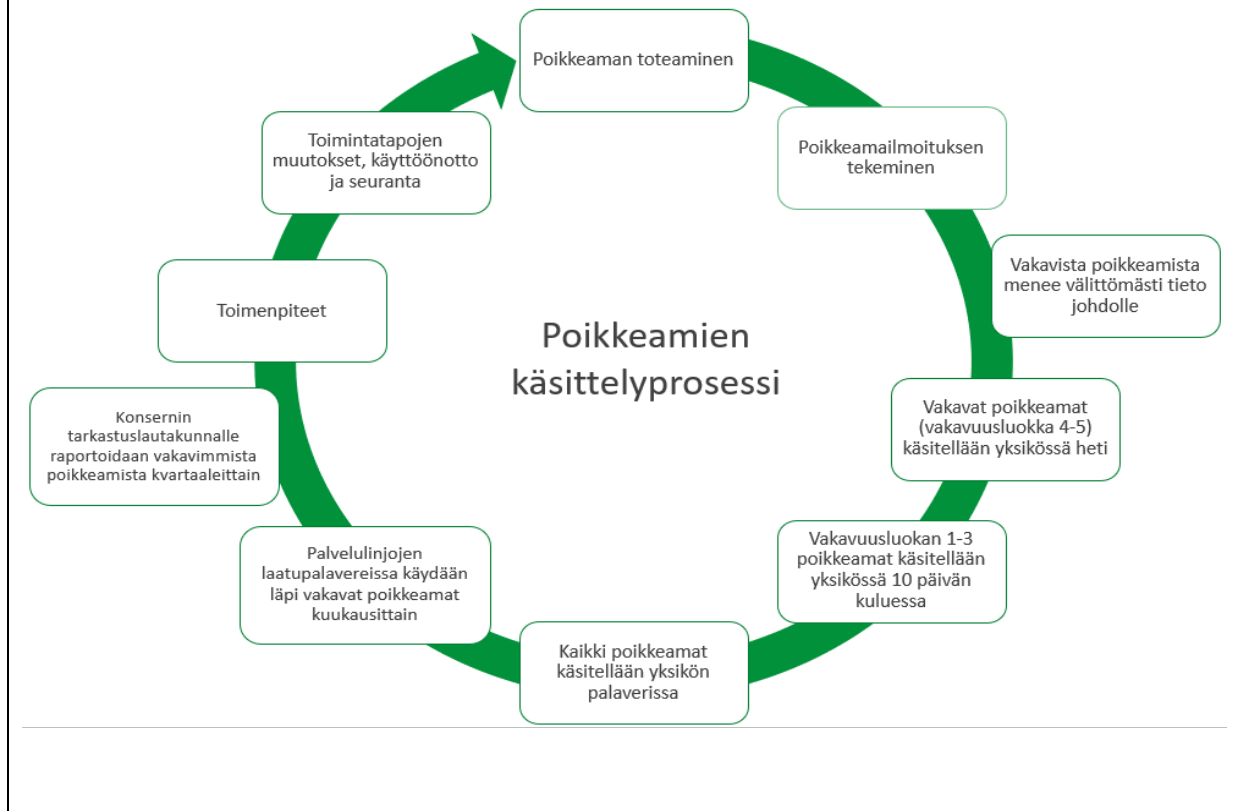 Poikkeaman toteaminen
Poikkeamailmoituksen
tekeminen
Vakavista poikkeamista
menee välittömästi tieto
johdolle
Vakavat poikkeamat
(vakavuusluokka 4-5)
käsitellään yksikössä heti
Vakavuusluokan 1-3
poikkeamat käsitellään
yksikössä 10 päivän
kuluessa
Kaikki poikkeamat
käsitellään yksikön
palaverissa
Palvelulinjojen
laatupalavereissa käydään
läpi vakavat poikkeamat
kuukausittain
Konsernin
tarkastuslautakunnalle
raportoidaan vakavimmista
poikkeamista kvartaaleittain
Toimenpiteet
Toimintatapojen
muutokset, käyttöönotto
ja seuranta
Poikkeamien
käsittelyprosessi